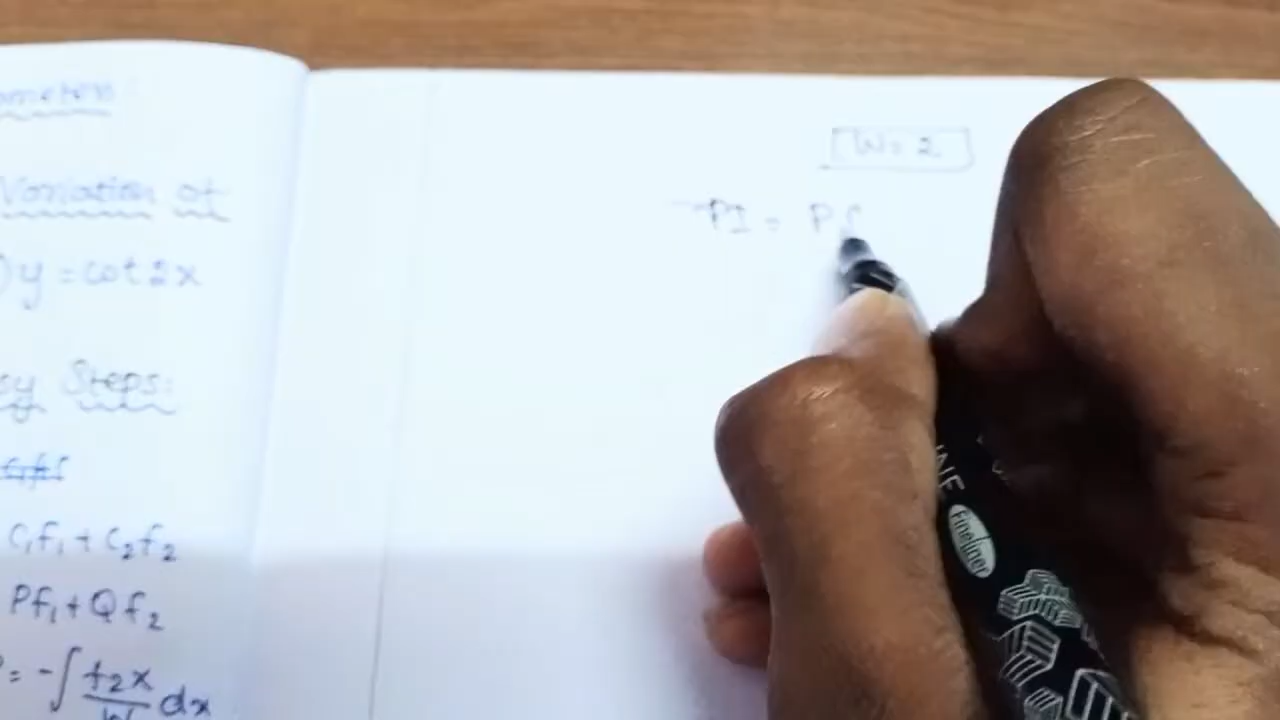 Variation of
) y = cot 2x
Steps:
C₁f₁ + C₂f₂
Pf₁ + Qf₂
= -∫ f₂x/W dx
W = 2
PI = Pf
Fineliner